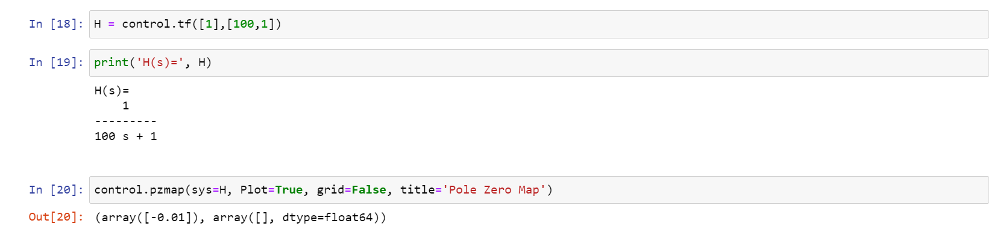 In [18]: H = control.tf([1],[100,1])
In [19]: print('H(s)=', H)
H(s)=
    1
---------
100 s + 1
In [20]: control.pzmap(sys=H, Plot=True, grid=False, title='Pole Zero Map')
Out[20]: (array([-0.01]), array([], dtype=float64))